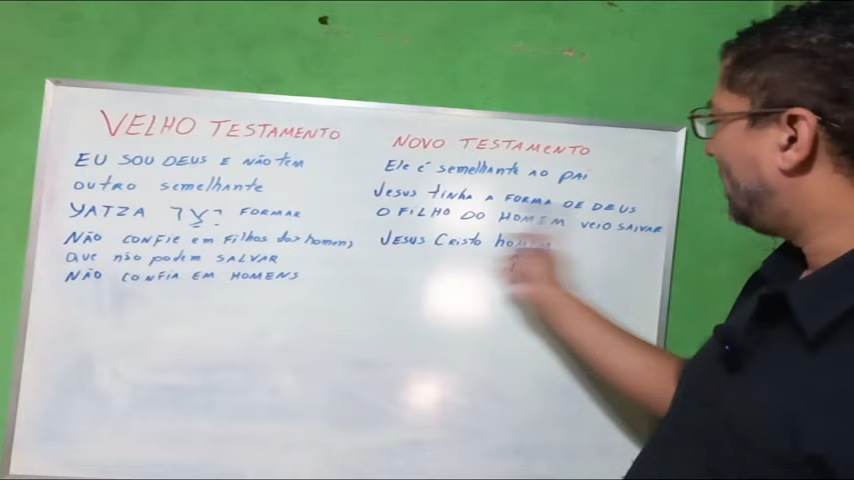 VELHO TESTAMENTO
EU SOU DEUS E NÃO TEM
OUTRO SEMELHANTE
YATZA FORMAR
NÃO CONFIE EM FILHOS DOS HOMENS,
QUE NÃO PODEM SALVAR
NÃO CONFIA EM HOMENS
NOVO TESTAMENTO
Ele é SEMELHANTE AO PAI
JESUS TINHA A FORMA DE DEUS
O FILHO DO HOMEM VEIO SALVAR
JESUS CRISTO HOMEM